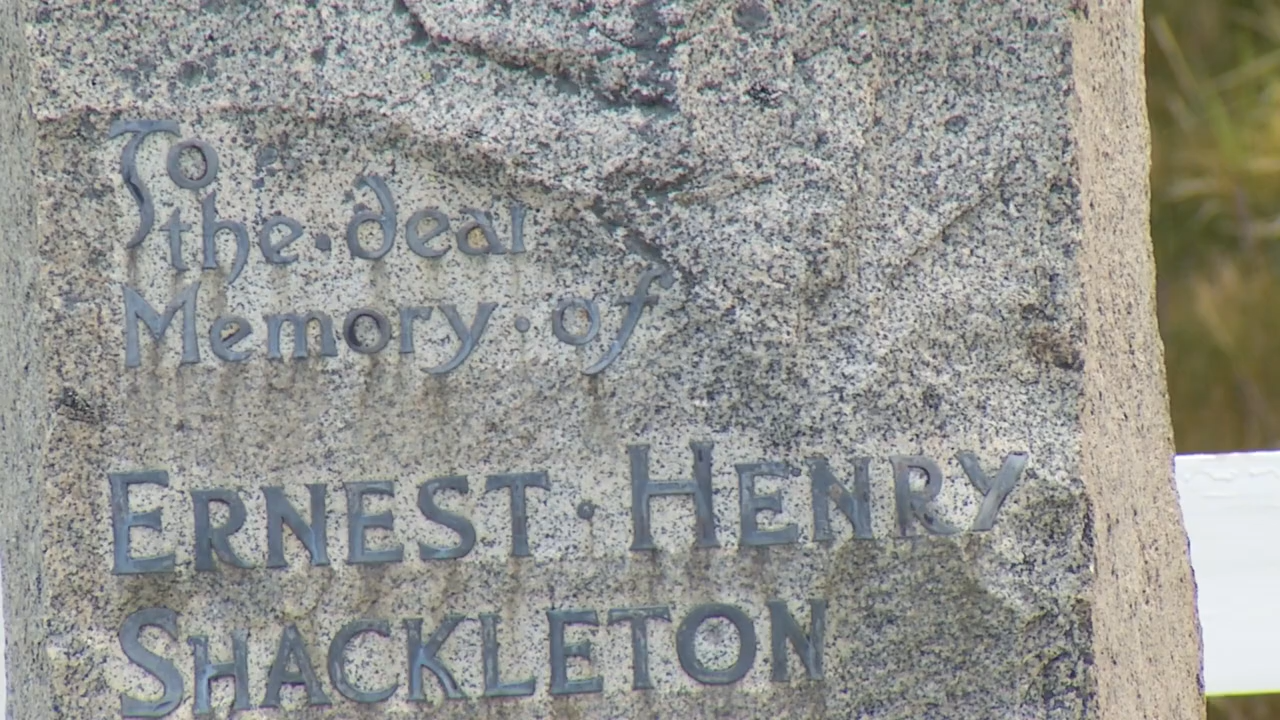 To
the·dear
Memory·of
ERNEST·HENRY
SHACKLETON